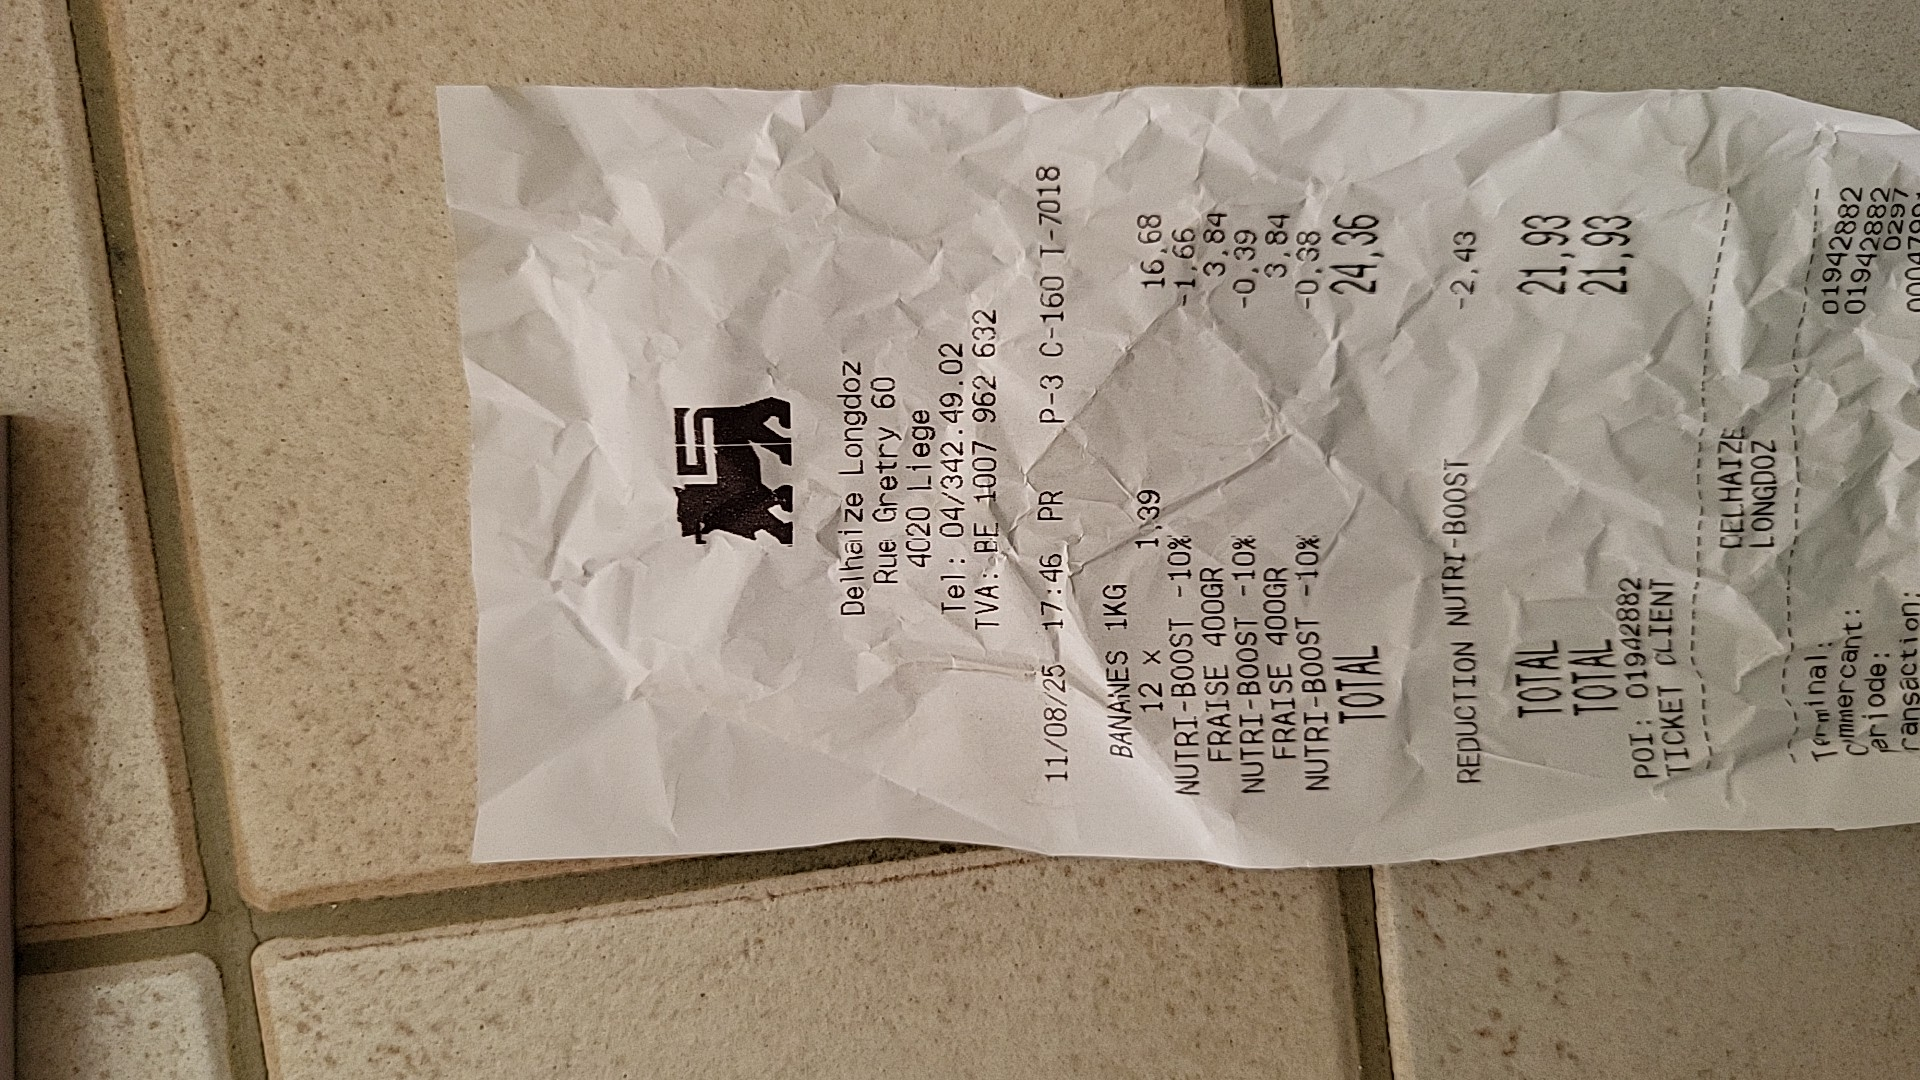 Delhaize Longdoz
Rue Gretry 60
4020 Liege
Tel: 04/342.49.02
TVA: BE 1007 962 632
11/08/25 17:46 PR P-3 C-160 T-7018
BANANES 1KG
12 x 1,39 16,68
NUTRI-BOOST -10% -1,66
FRAISE 400GR 3,84
NUTRI-BOOST -10% -0,39
FRAISE 400GR 3,84
NUTRI-BOOST -10% -0,38
TOTAL 24,36
REDUCTION NUTRI-BOOST -2,43
TOTAL 21,93
TOTAL 21,93
POI: 01942882
TICKET CLIENT
DELHAIZE
LONGDOZ
Terminal: 01942882
Commercant: 01942882
eriode: 0297
ransaction: